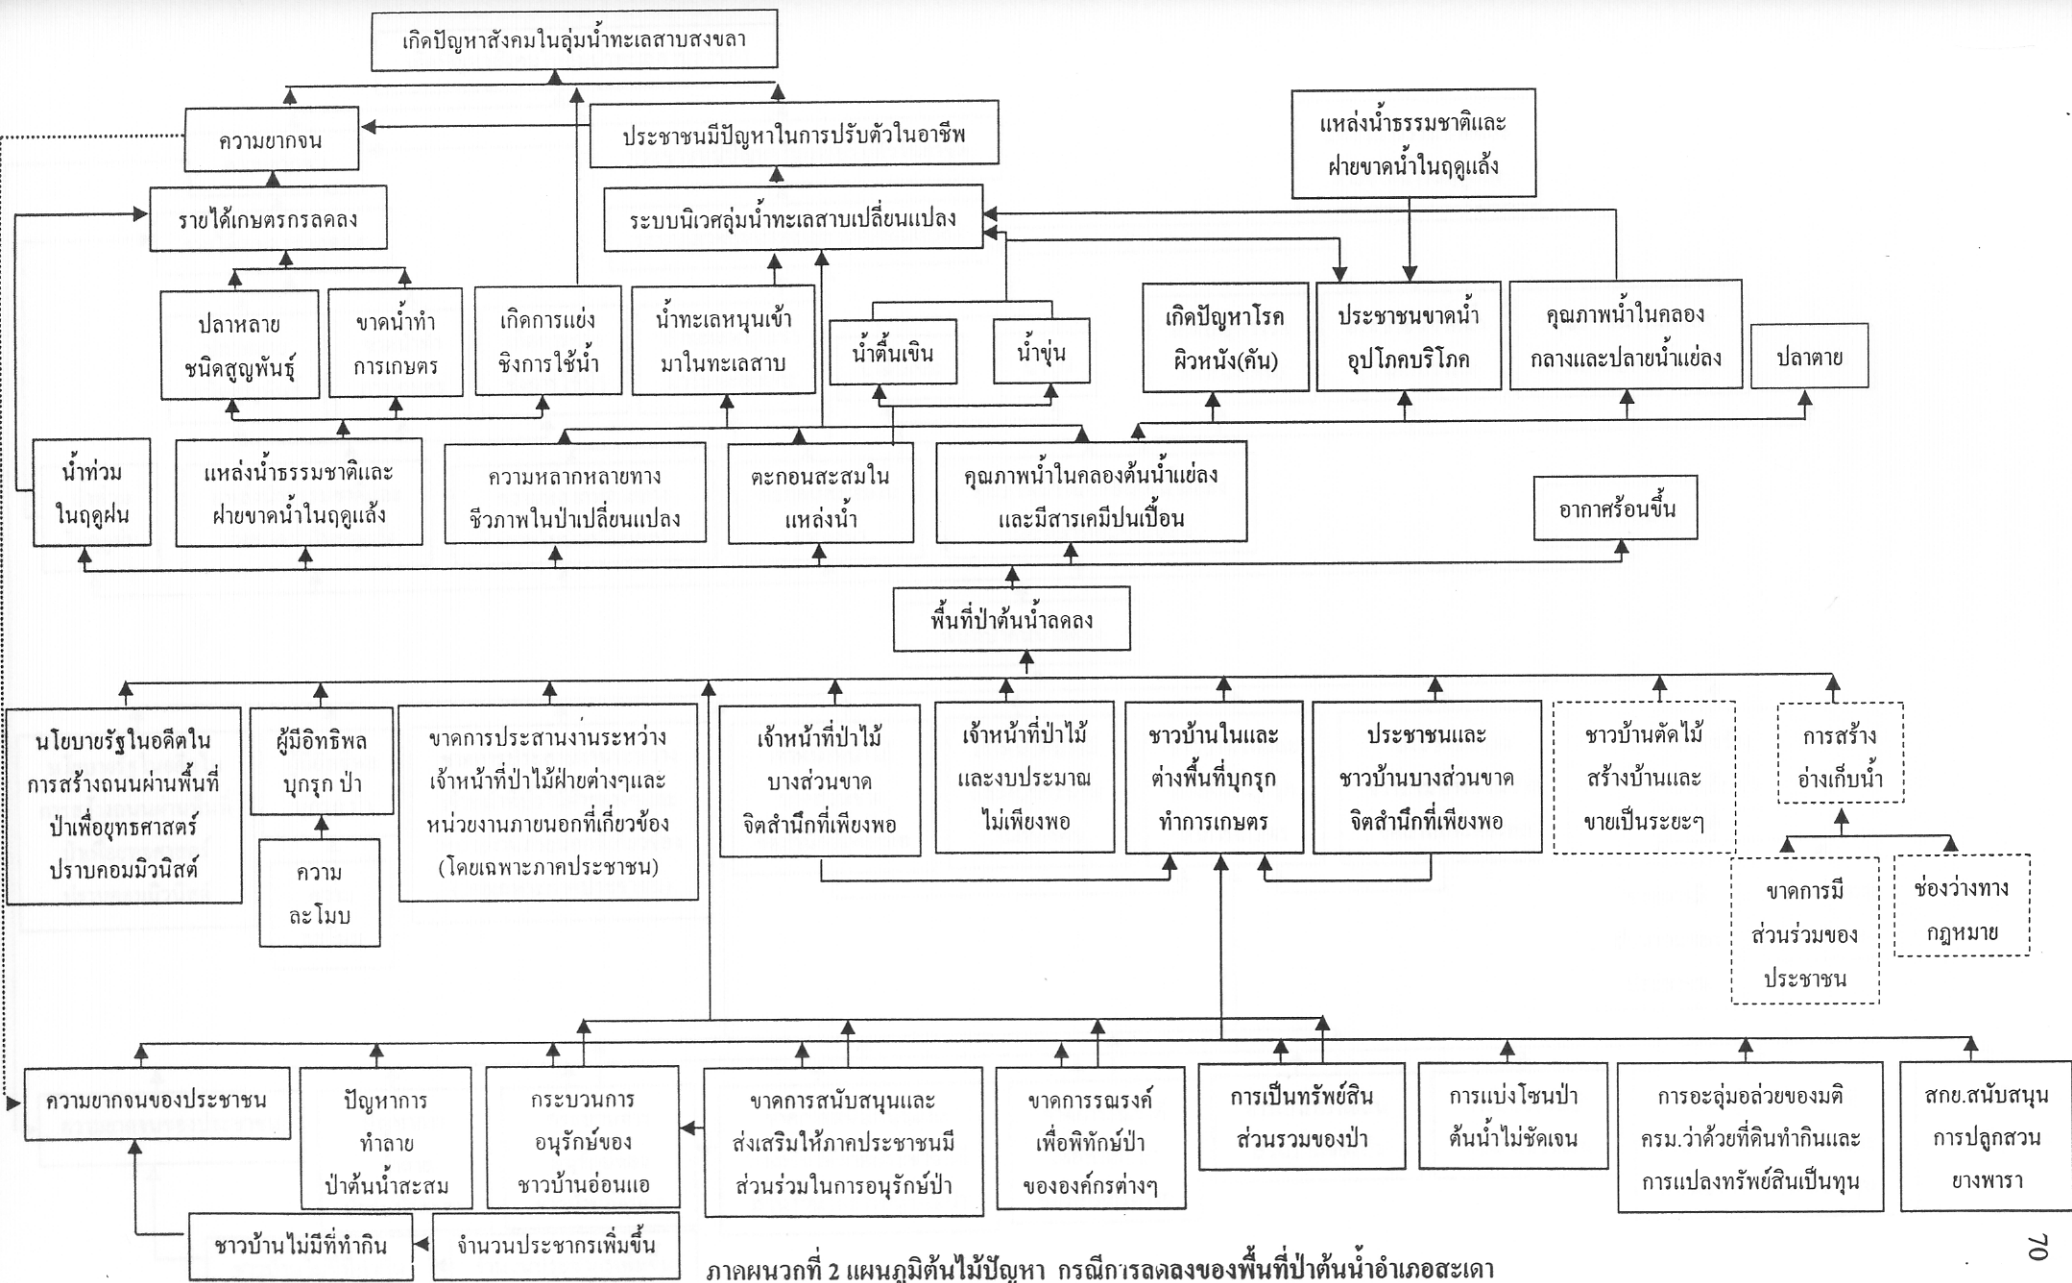 เกิดปัญหาสังคมในลุ่มน้ำทะเลสาบสงขลา
ความยากจน
ประชาชนมีปัญหาในการปรับตัวในอาชีพ
แหล่งน้ำธรรมชาติและ
ฝายขาดน้ำในฤดูแล้ง
รายได้เกษตรกรลดลง
ระบบนิเวศลุ่มน้ำทะเลสาบเปลี่ยนแปลง
ปลาหลาย
ชนิดสูญพันธุ์
ขาดน้ำทำ
การเกษตร
เกิดการแย่ง
ชิงการใช้น้ำ
น้ำทะเลหนุนเข้า
มาในทะเลสาบ
น้ำตื้นเขิน
น้ำขุ่น
เกิดปัญหาโรค
ผิวหนัง(คัน)
ประชาชนขาดน้ำ
อุปโภคบริโภค
คุณภาพน้ำในคลอง
กลางและปลายน้ำแย่ลง
ปลาตาย
น้ำท่วม
ในฤดูฝน
แหล่งน้ำธรรมชาติและ
ฝายขาดน้ำในฤดูแล้ง
ความหลากหลายทาง
ชีวภาพในป่าเปลี่ยนแปลง
ตะกอนสะสมใน
แหล่งน้ำ
คุณภาพน้ำในคลองต้นน้ำแย่ลง
และมีสารเคมีปนเปื้อน
อากาศร้อนขึ้น
พื้นที่ป่าต้นน้ำลดลง
นโยบายรัฐในอดีตใน
การสร้างถนนผ่านพื้นที่
ป่าเพื่อยุทธศาสตร์
ปราบคอมมิวนิสต์
ผู้มีอิทธิพล
บุกรุก ป่า
ความ
ละโมบ
ขาดการประสานงานระหว่าง
เจ้าหน้าที่ป่าไม้ฝ่ายต่างๆและ
หน่วยงานภายนอกที่เกี่ยวข้อง
(โดยเฉพาะภาคประชาชน)
เจ้าหน้าที่ป่าไม้
บางส่วนขาด
จิตสำนึกที่เพียงพอ
เจ้าหน้าที่ป่าไม้
และงบประมาณ
ไม่เพียงพอ
ชาวบ้านในและ
ต่างพื้นที่บุกรุก
ทำการเกษตร
ประชาชนและ
ชาวบ้านบางส่วนขาด
จิตสำนึกที่เพียงพอ
ชาวบ้านตัดไม้
สร้างบ้านและ
ขายเป็นระยะๆ
การสร้าง
อ่างเก็บน้ำ
ขาดการมี
ส่วนร่วมของ
ประชาชน
ช่องว่างทาง
กฎหมาย
ความยากจนของประชาชน
ปัญหาการ
ทำลาย
ป่าต้นน้ำสะสม
กระบวนการ
อนุรักษ์ของ
ชาวบ้านอ่อนแอ
ขาดการสนับสนุนและ
ส่งเสริมให้ภาคประชาชนมี
ส่วนร่วมในการอนุรักษ์ป่า
ขาดการรณรงค์
เพื่อพิทักษ์ป่า
ขององค์กรต่างๆ
การเป็นทรัพย์สิน
ส่วนรวมของป่า
การแบ่งโซนป่า
ต้นน้ำไม่ชัดเจน
การอะลุ่มอล่วยของมติ
ครม.ว่าด้วยที่ดินทำกินและ
การแปลงทรัพย์สินเป็นทุน
สกย.สนับสนุน
การปลูกสวน
ยางพารา
ชาวบ้านไม่มีที่ทำกิน
จำนวนประชากรเพิ่มขึ้น
ภาคผนวกที่ 2 แผนภูมิต้นไม้ปัญหา กรณีการลดลงของพื้นที่ป่าต้นน้ำอำเภอสะเดา
70